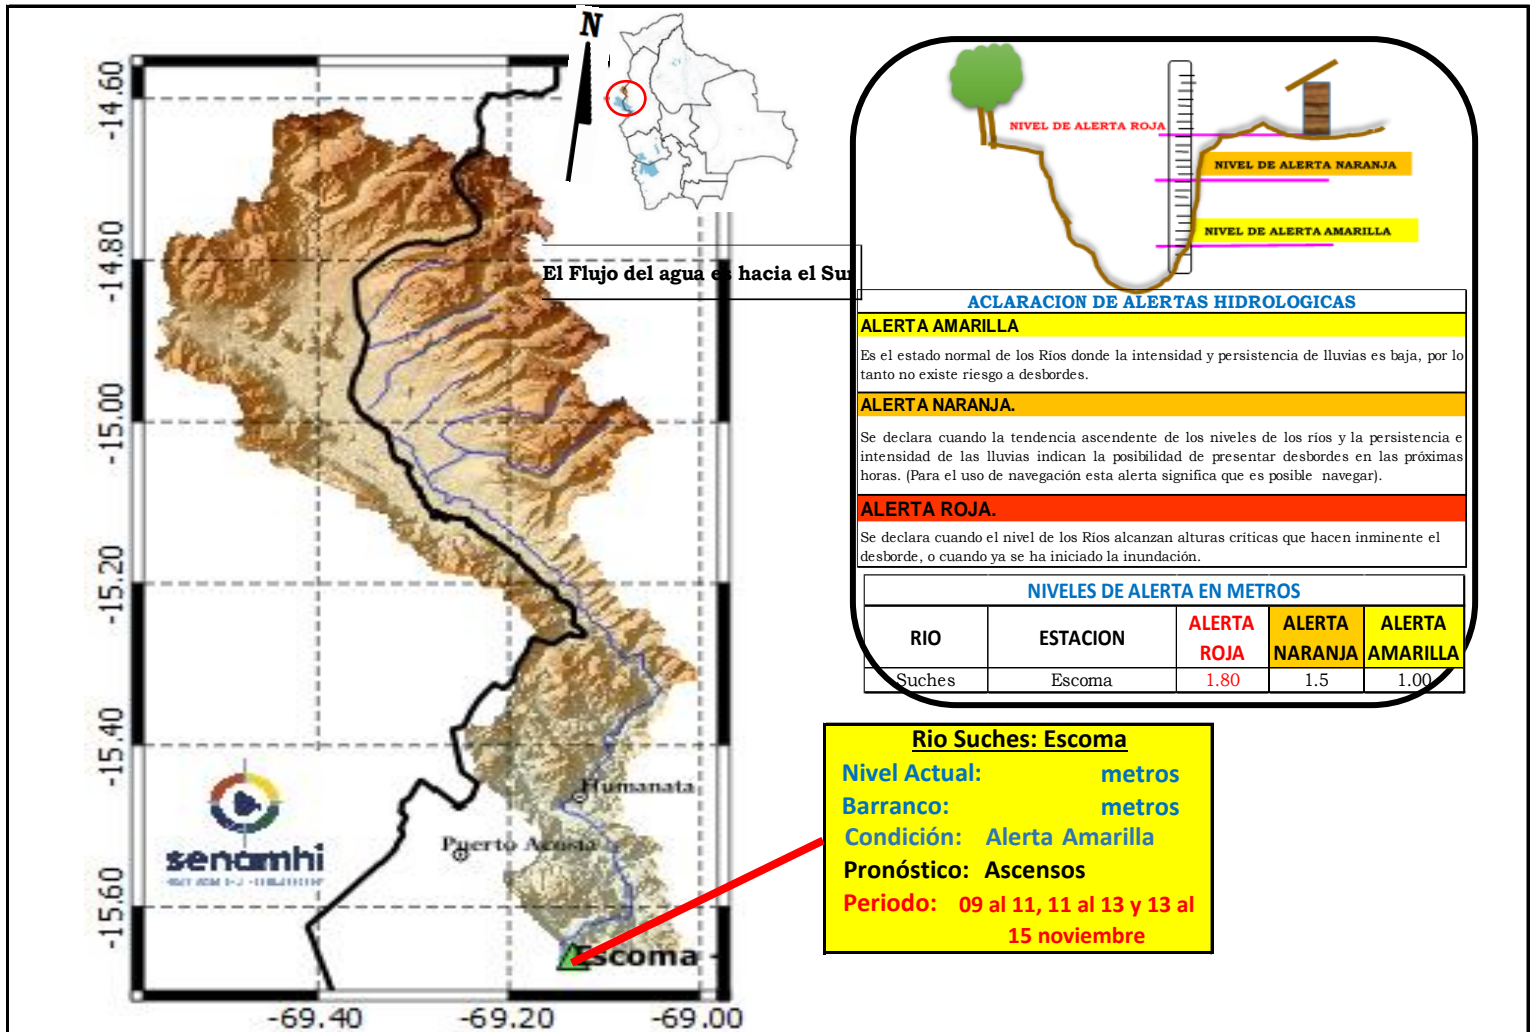 N
-14.60
-14.80
-15.00
-15.20
-15.40
-15.60
-69.40
-69.20
-69.00
El Flujo del agua es hacia el Sur
Humanata
Puerto Acosta
Escoma
senamhi
NIVEL DE ALERTA ROJA
NIVEL DE ALERTA NARANJA
NIVEL DE ALERTA AMARILLA
ACLARACION DE ALERTAS HIDROLOGICAS
ALERTA AMARILLA
Es el estado normal de los Ríos donde la intensidad y persistencia de lluvias es baja, por lo
tanto no existe riesgo a desbordes.
ALERTA NARANJA.
Se declara cuando la tendencia ascendente de los niveles de los ríos y la persistencia e
intensidad de las lluvias indican la posibilidad de presentar desbordes en las próximas
horas. (Para el uso de navegación esta alerta significa que es posible navegar).
ALERTA ROJA.
Se declara cuando el nivel de los Ríos alcanzan alturas críticas que hacen inminente el
desborde, o cuando ya se ha iniciado la inundación.
NIVELES DE ALERTA EN METROS
RIO ESTACION ALERTA ROJA ALERTA NARANJA ALERTA AMARILLA
Suches Escoma 1.80 1.5 1.00
Rio Suches: Escoma
Nivel Actual: metros
Barranco: metros
Condición: Alerta Amarilla
Pronóstico: Ascensos
Periodo: 09 al 11, 11 al 13 y 13 al
15 noviembre